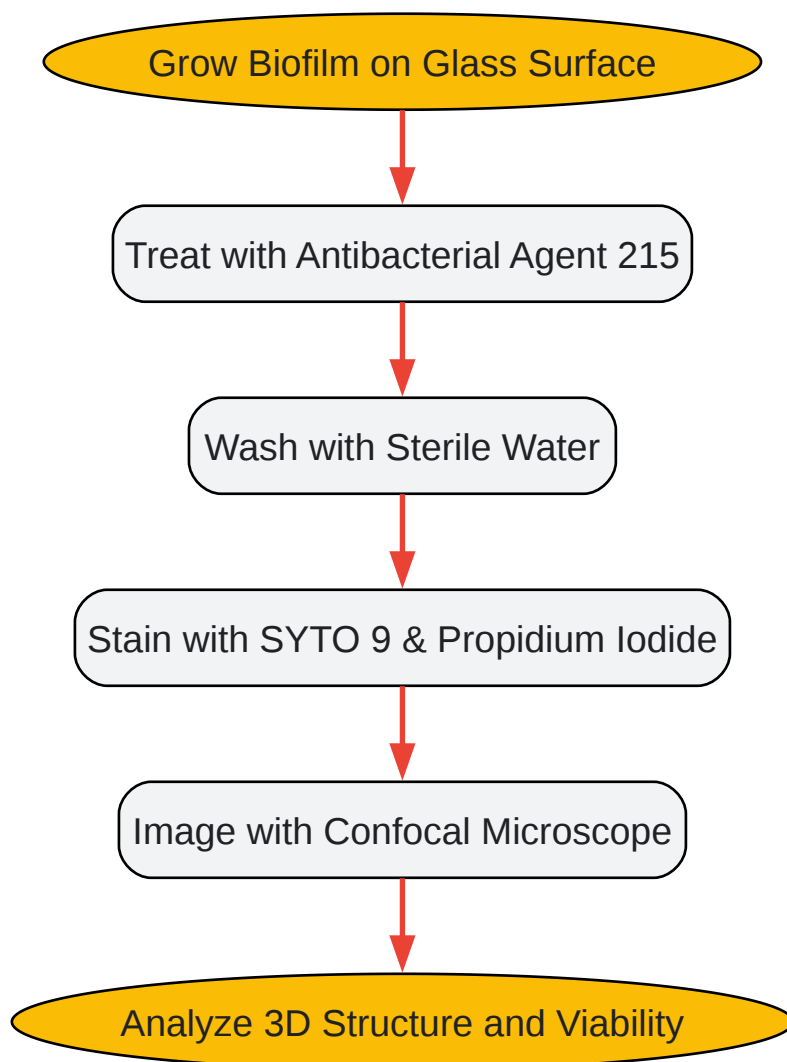 Grow Biofilm on Glass Surface
Treat with Antibacterial Agent 215
Wash with Sterile Water
Stain with SYTO 9 & Propidium Iodide
Image with Confocal Microscope
Analyze 3D Structure and Viability